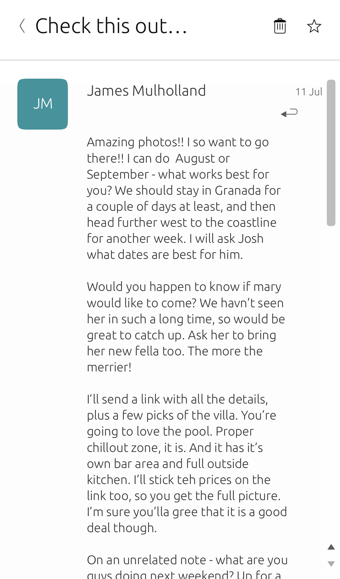 Check this out...
JM
James Mulholland
11 Jul
Amazing photos!! I so want to go
there!! I can do August or
September - what works best for
you? We should stay in Granada for
a couple of days at least, and then
head further west to the coastline
for another week. I will ask Josh
what dates are best for him.
Would you happen to know if mary
would like to come? We havn't seen
her in such a long time, so would be
great to catch up. Ask her to bring
her new fella too. The more the
merrier!
I'll send a link with all the details,
plus a few picks of the villa. You're
going to love the pool. Proper
chillout zone, it is. And it has it's
own bar area and full outside
kitchen. I'll stick teh prices on the
link too, so you get the full picture.
I'm sure you'lla gree that it is a good
deal though.
On an unrelated note - what are you
guys doing next weekend? Up for a